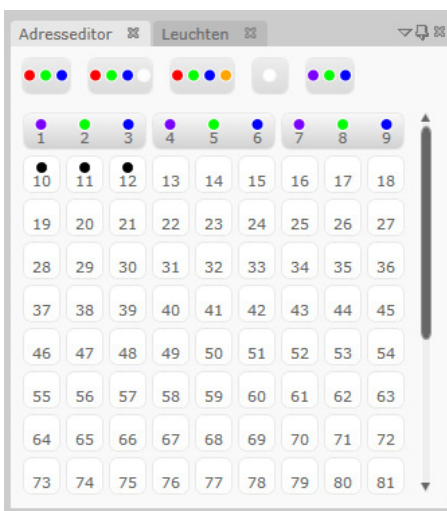 Adresseditor Leuchten
1 2 3 4 5 6 7 8 9
10 11 12 13 14 15 16 17 18
19 20 21 22 23 24 25 26 27
28 29 30 31 32 33 34 35 36
37 38 39 40 41 42 43 44 45
46 47 48 49 50 51 52 53 54
55 56 57 58 59 60 61 62 63
64 65 66 67 68 69 70 71 72
73 74 75 76 77 78 79 80 81